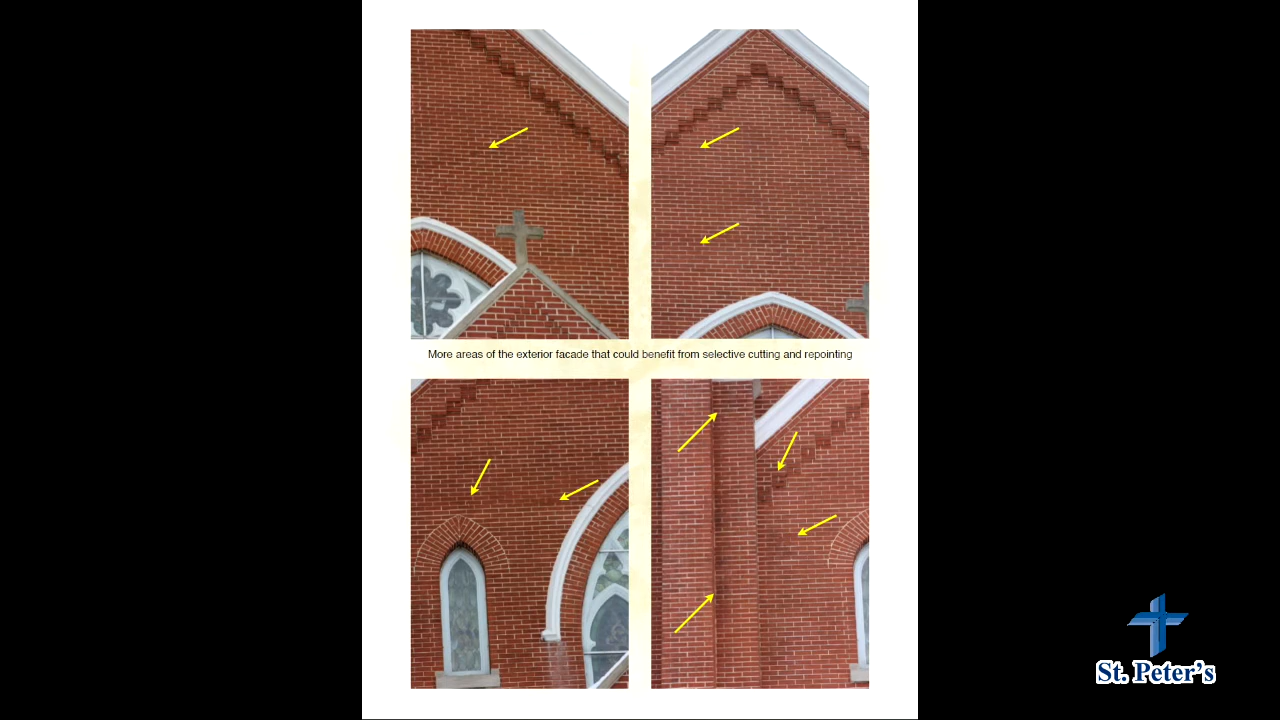 More areas of the exterior facade that could benefit from selective cutting and repointing
St. Peter's